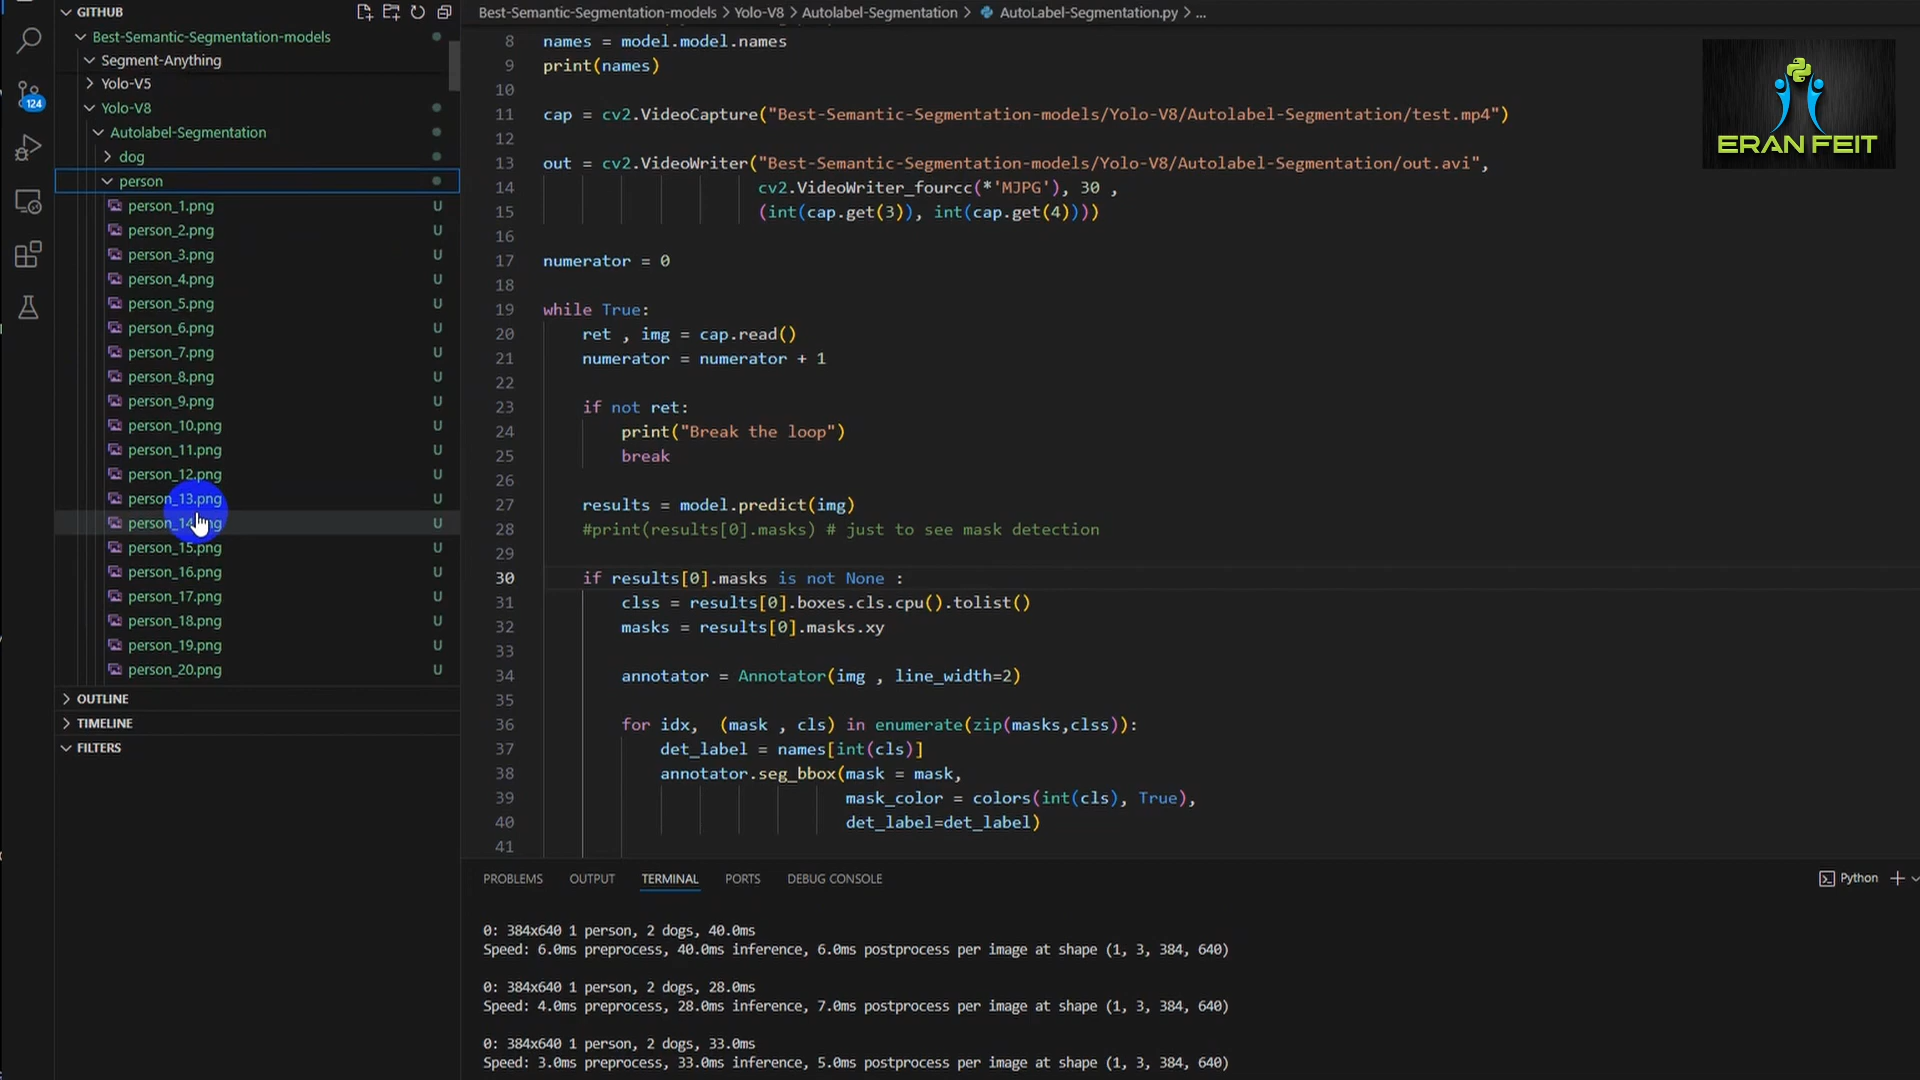 GITHUB
Best-Semantic-Segmentation-models
Segment-Anything
Yolo-V5
Yolo-V8
Autolabel-Segmentation
dog
person
person_1.png U
person_2.png U
person_3.png U
person_4.png U
person_5.png U
person_6.png U
person_7.png U
person_8.png U
person_9.png U
person_10.png U
person_11.png U
person_12.png U
person_13.png U
person_14.png U
person_15.png U
person_16.png U
person_17.png U
person_18.png U
person_19.png U
person_20.png U
OUTLINE
TIMELINE
FILTERS
124
Best-Semantic-Segmentation-models > Yolo-V8 > Autolabel-Segmentation > AutoLabel-Segmentation.py > ...
8 names = model.model.names
9 print(names)
10
11 cap = cv2.VideoCapture("Best-Semantic-Segmentation-models/Yolo-V8/Autolabel-Segmentation/test.mp4")
12
13 out = cv2.VideoWriter("Best-Semantic-Segmentation-models/Yolo-V8/Autolabel-Segmentation/out.avi",
14 cv2.VideoWriter_fourcc(*'MJPG'), 30 ,
15 (int(cap.get(3)), int(cap.get(4))))
16
17 numerator = 0
18
19 while True:
20 ret , img = cap.read()
21 numerator = numerator + 1
22
23 if not ret:
24 print("Break the loop")
25 break
26
27 results = model.predict(img)
28 #print(results[0].masks) # just to see mask detection
29
30 if results[0].masks is not None :
31 clss = results[0].boxes.cls.cpu().tolist()
32 masks = results[0].masks.xy
33
34 annotator = Annotator(img , line_width=2)
35
36 for idx, (mask , cls) in enumerate(zip(masks,clss)):
37 det_label = names[int(cls)]
38 annotator.seg_bbox(mask = mask,
39 mask_color = colors(int(cls), True),
40 det_label=det_label)
41
ERAN FEIT
PROBLEMS OUTPUT TERMINAL PORTS DEBUG CONSOLE
Python
0: 384x640 1 person, 2 dogs, 40.0ms
Speed: 6.0ms preprocess, 40.0ms inference, 6.0ms postprocess per image at shape (1, 3, 384, 640)
0: 384x640 1 person, 2 dogs, 28.0ms
Speed: 4.0ms preprocess, 28.0ms inference, 7.0ms postprocess per image at shape (1, 3, 384, 640)
0: 384x640 1 person, 2 dogs, 33.0ms
Speed: 3.0ms preprocess, 33.0ms inference, 5.0ms postprocess per image at shape (1, 3, 384, 640)